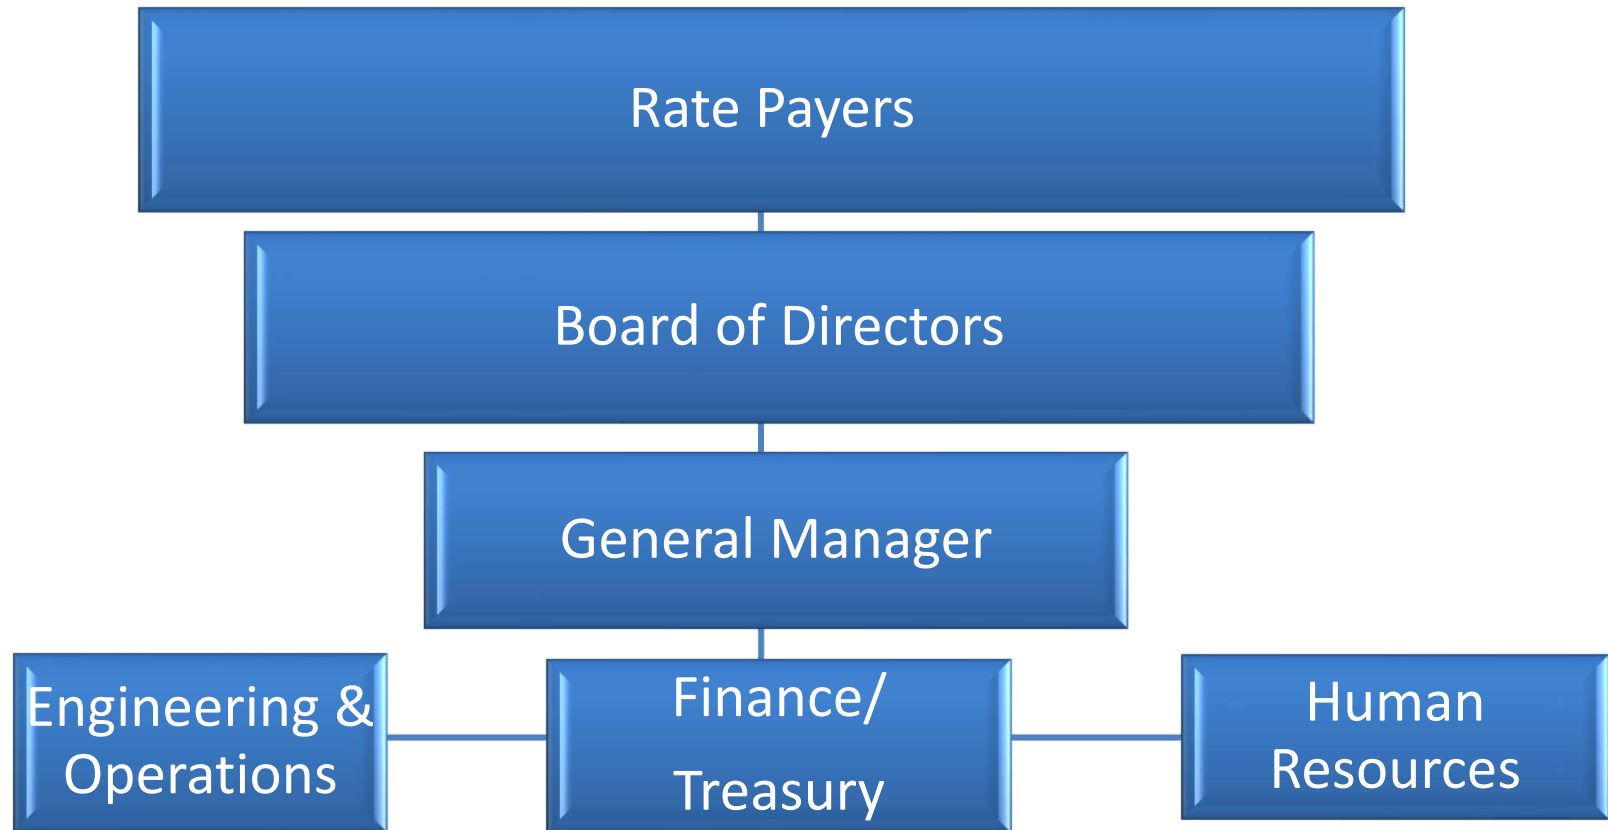 Rate Payers
Board of Directors
General Manager
Engineering &
Operations
Finance/
Treasury
Human
Resources